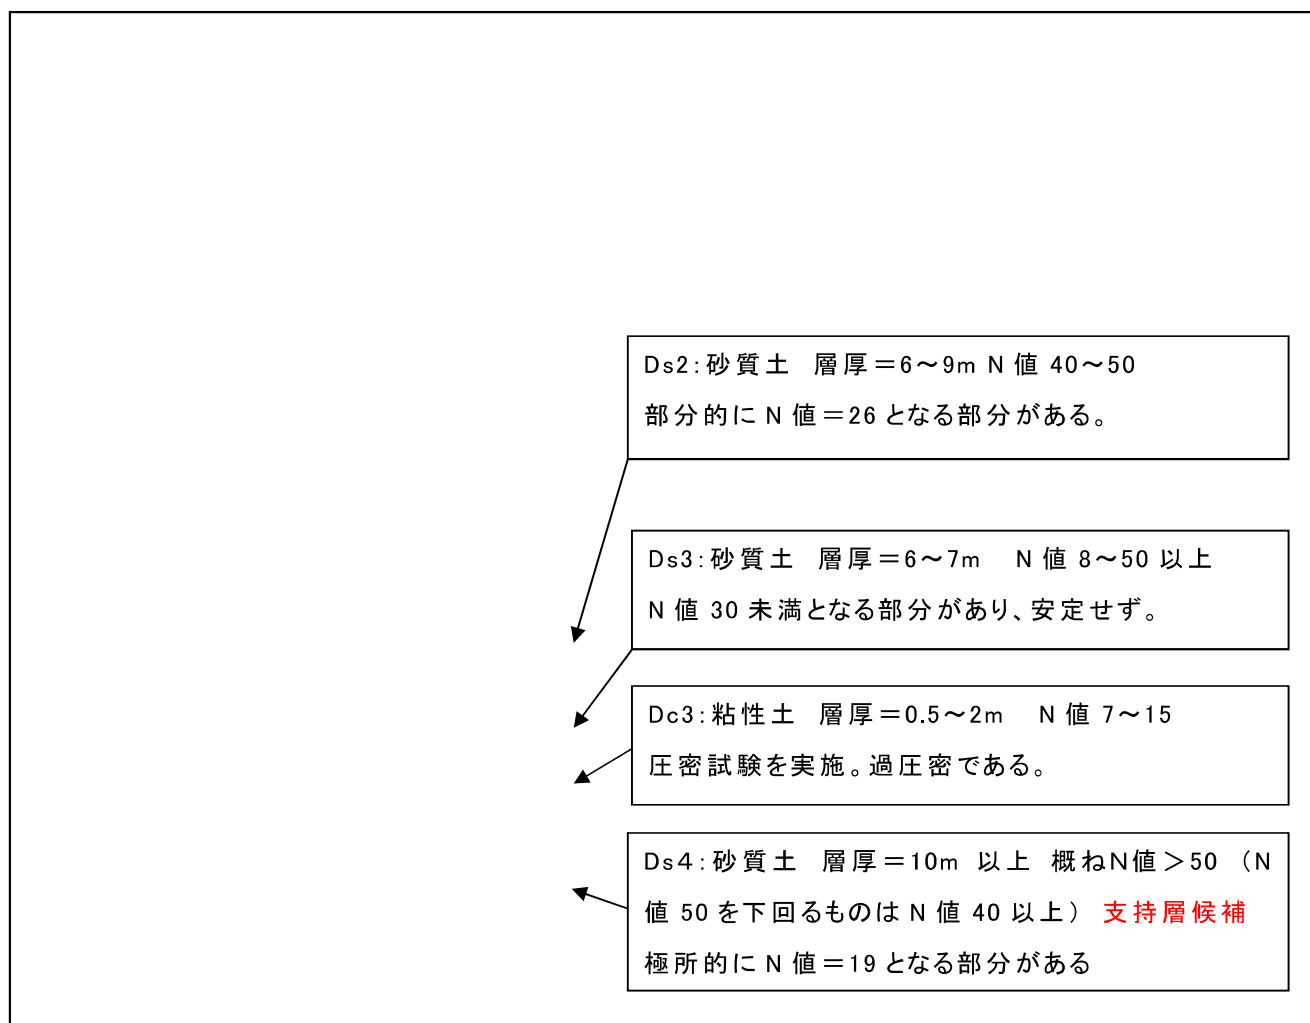 Ds2:砂質土 層厚=6～9m N 値 40～50
部分的に N 値=26 となる部分がある。
Ds3:砂質土 層厚=6～7m N 値 8～50 以上
N 値 30 未満となる部分があり、安定せず。
Dc3:粘性土 層厚=0.5～2m N 値 7～15
圧密試験を実施。過圧密である。
Ds4:砂質土 層厚=10m 以上 概ねN値＞50 (N
値 50 を下回るものは N 値 40 以上) 支持層候補
極所的に N 値=19 となる部分がある